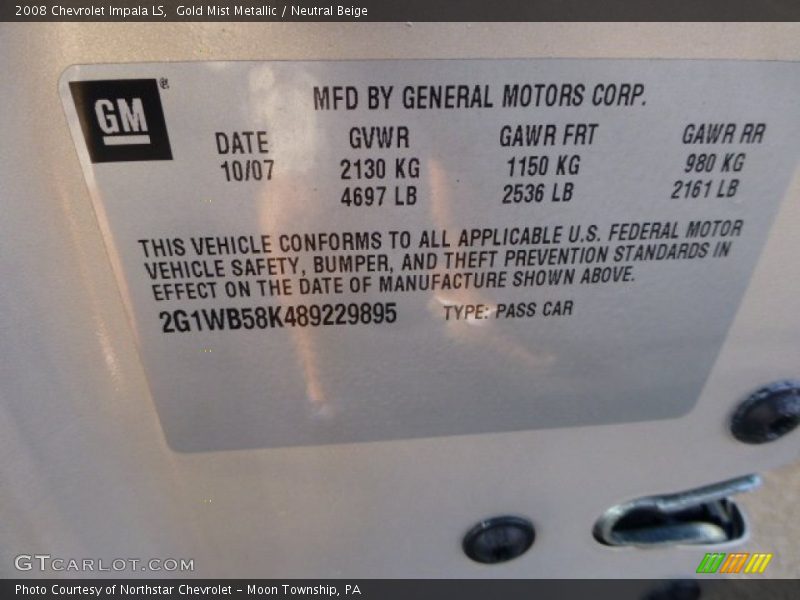 2008 Chevrolet Impala LS,  Gold Mist Metallic / Neutral Beige
GM®
MFD BY GENERAL MOTORS CORP.
DATE GVWR GAWR FRT GAWR RR
10/07 2130 KG 1150 KG 980 KG
4697 LB 2536 LB 2161 LB
THIS VEHICLE CONFORMS TO ALL APPLICABLE U.S. FEDERAL MOTOR
VEHICLE SAFETY, BUMPER, AND THEFT PREVENTION STANDARDS IN
EFFECT ON THE DATE OF MANUFACTURE SHOWN ABOVE.
2G1WB58K489229895 TYPE: PASS CAR
GTCARLOT.COM
Photo Courtesy of Northstar Chevrolet - Moon Township, PA